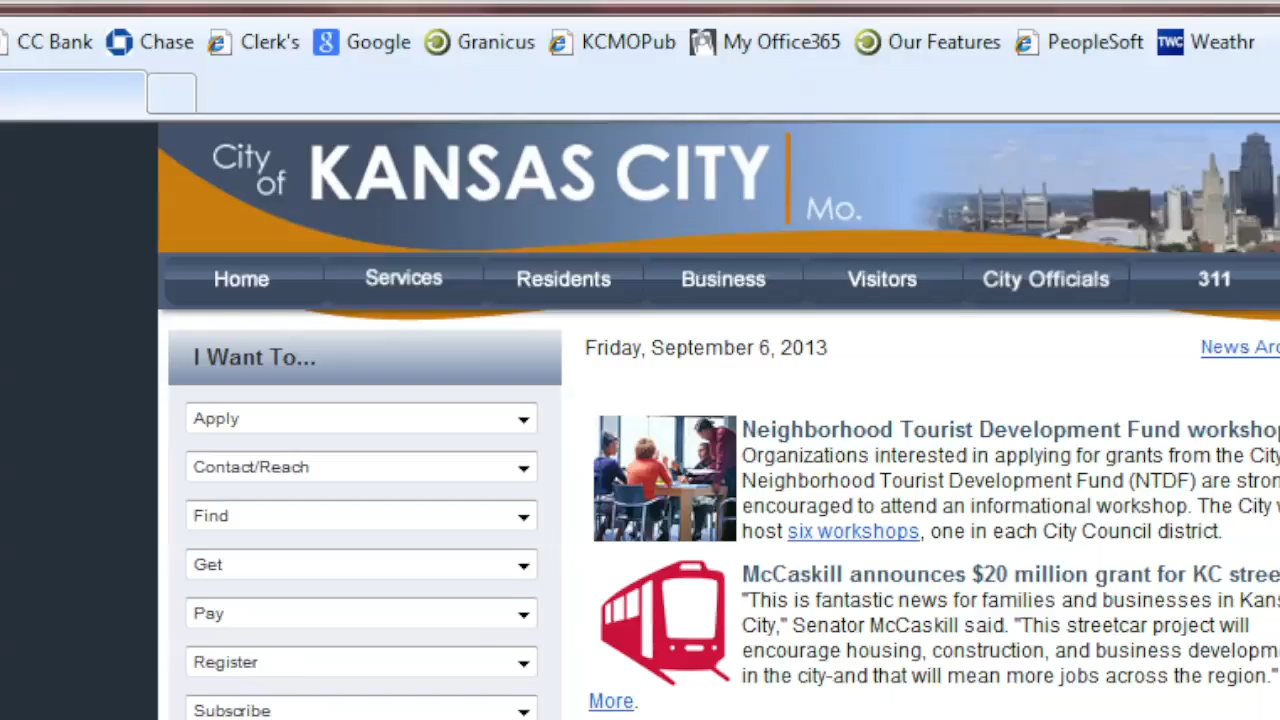 CC Bank Chase Clerk's Google Granicus KCMOPub My Office365 Our Features PeopleSoft TWC Weathr
City of KANSAS CITY Mo.
Home Services Residents Business Visitors City Officials 311
I Want To...
Apply
Contact/Reach
Find
Get
Pay
Register
Subscribe
Friday, September 6, 2013
News Arc
Neighborhood Tourist Development Fund workshop
Organizations interested in applying for grants from the City
Neighborhood Tourist Development Fund (NTDF) are stron
encouraged to attend an informational workshop. The City w
host six workshops, one in each City Council district.
McCaskill announces $20 million grant for KC stree
"This is fantastic news for families and businesses in Kans
City," Senator McCaskill said. "This streetcar project will
encourage housing, construction, and business developm
in the city-and that will mean more jobs across the region."
More.